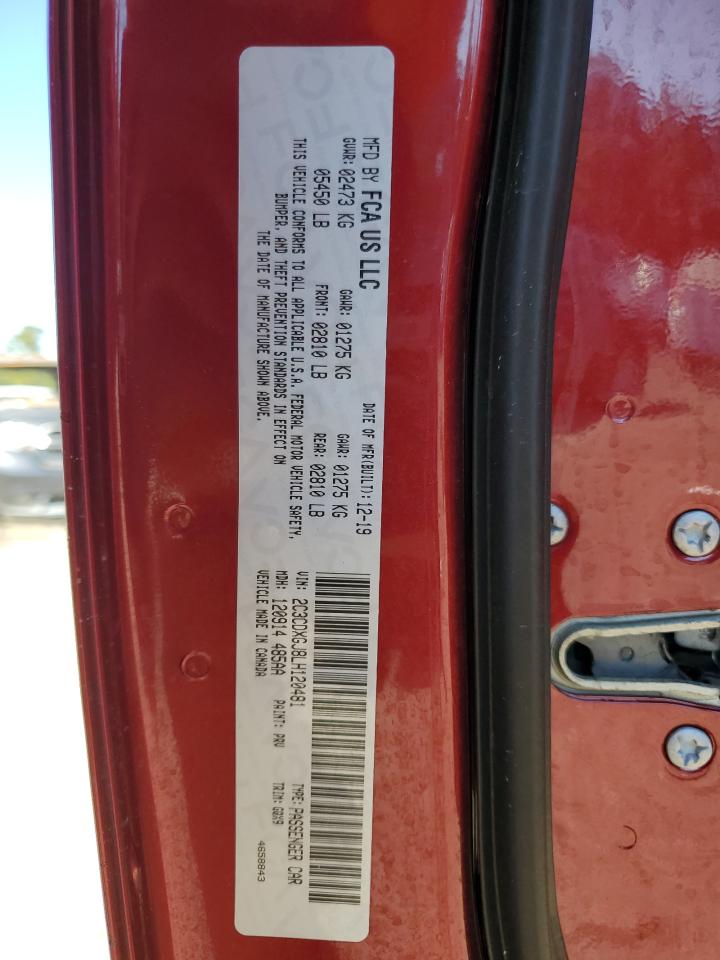 MFD BY FCA US LLC
DATE OF MFR(BUILT): 12-19
GVWR: 02473 KG GAWR: 01275 KG GAWR: 01275 KG
05450 LB FRONT: 02810 LB REAR: 02810 LB
THIS VEHICLE CONFORMS TO ALL APPLICABLE U.S.A. FEDERAL MOTOR VEHICLE SAFETY,
BUMPER, AND THEFT PREVENTION STANDARDS IN EFFECT ON
THE DATE OF MANUFACTURE SHOWN ABOVE.
VIN: 2C3CDXGJ8LH120481 TYPE: PASSENGER CAR
MDH: 120914 485AA PAINT: PRV TRIM: GQX9
VEHICLE MADE IN CANADA
4658843